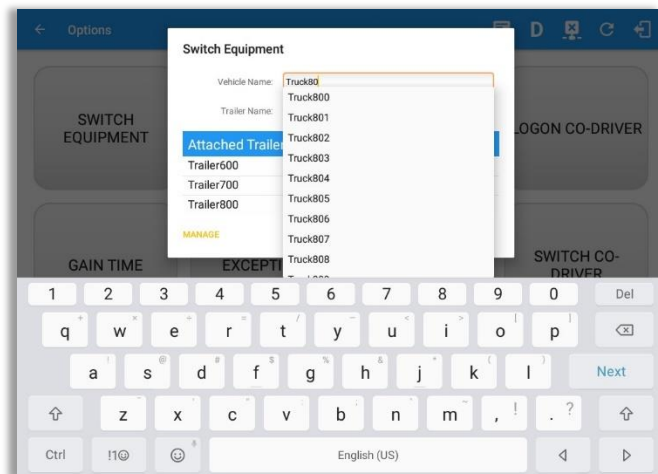 Options
D
Switch Equipment
Vehicle Name: Truck80
Truck800
Trailer Name:
Truck801
Truck802
Truck803
Truck804
Truck805
Truck806
Truck807
Truck808
Attached Trailer
Trailer600
Trailer700
Trailer800
MANAGE
SWITCH
EQUIPMENT
LOGON CO-DRIVER
GAIN TIME
EXCEPTI
SWITCH CO-
DRIVER
1 2 3 4 5 6 7 8 9 0 Del
q w e r t y u i o p
a s d f g h j k l Next
z x c v b n m , ! . ?
Ctrl !1☺ English (US)